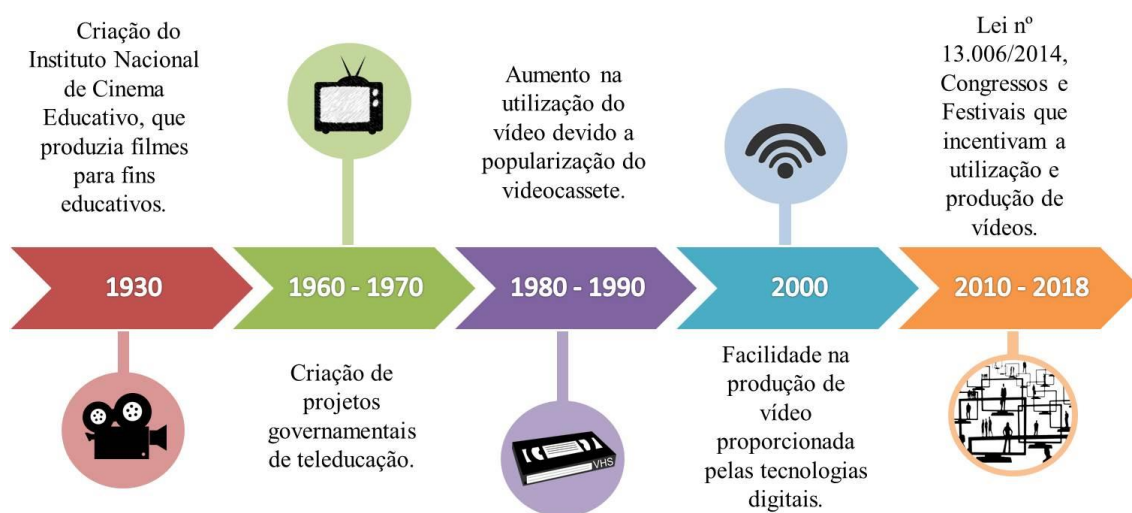 Criação do
Instituto Nacional
de Cinema
Educativo, que
produzia filmes
para fins
educativos.
1930
1960 - 1970
Criação de
projetos
governamentais
de teleducação.
Aumento na
utilização do
vídeo devido a
popularização do
videocassete.
1980 - 1990
VHS
2000
Facilidade na
produção de
vídeo
proporcionada
pelas tecnologias
digitais.
Lei nº
13.006/2014,
Congressos e
Festivais que
incentivam a
utilização e
produção de
vídeos.
2010 - 2018